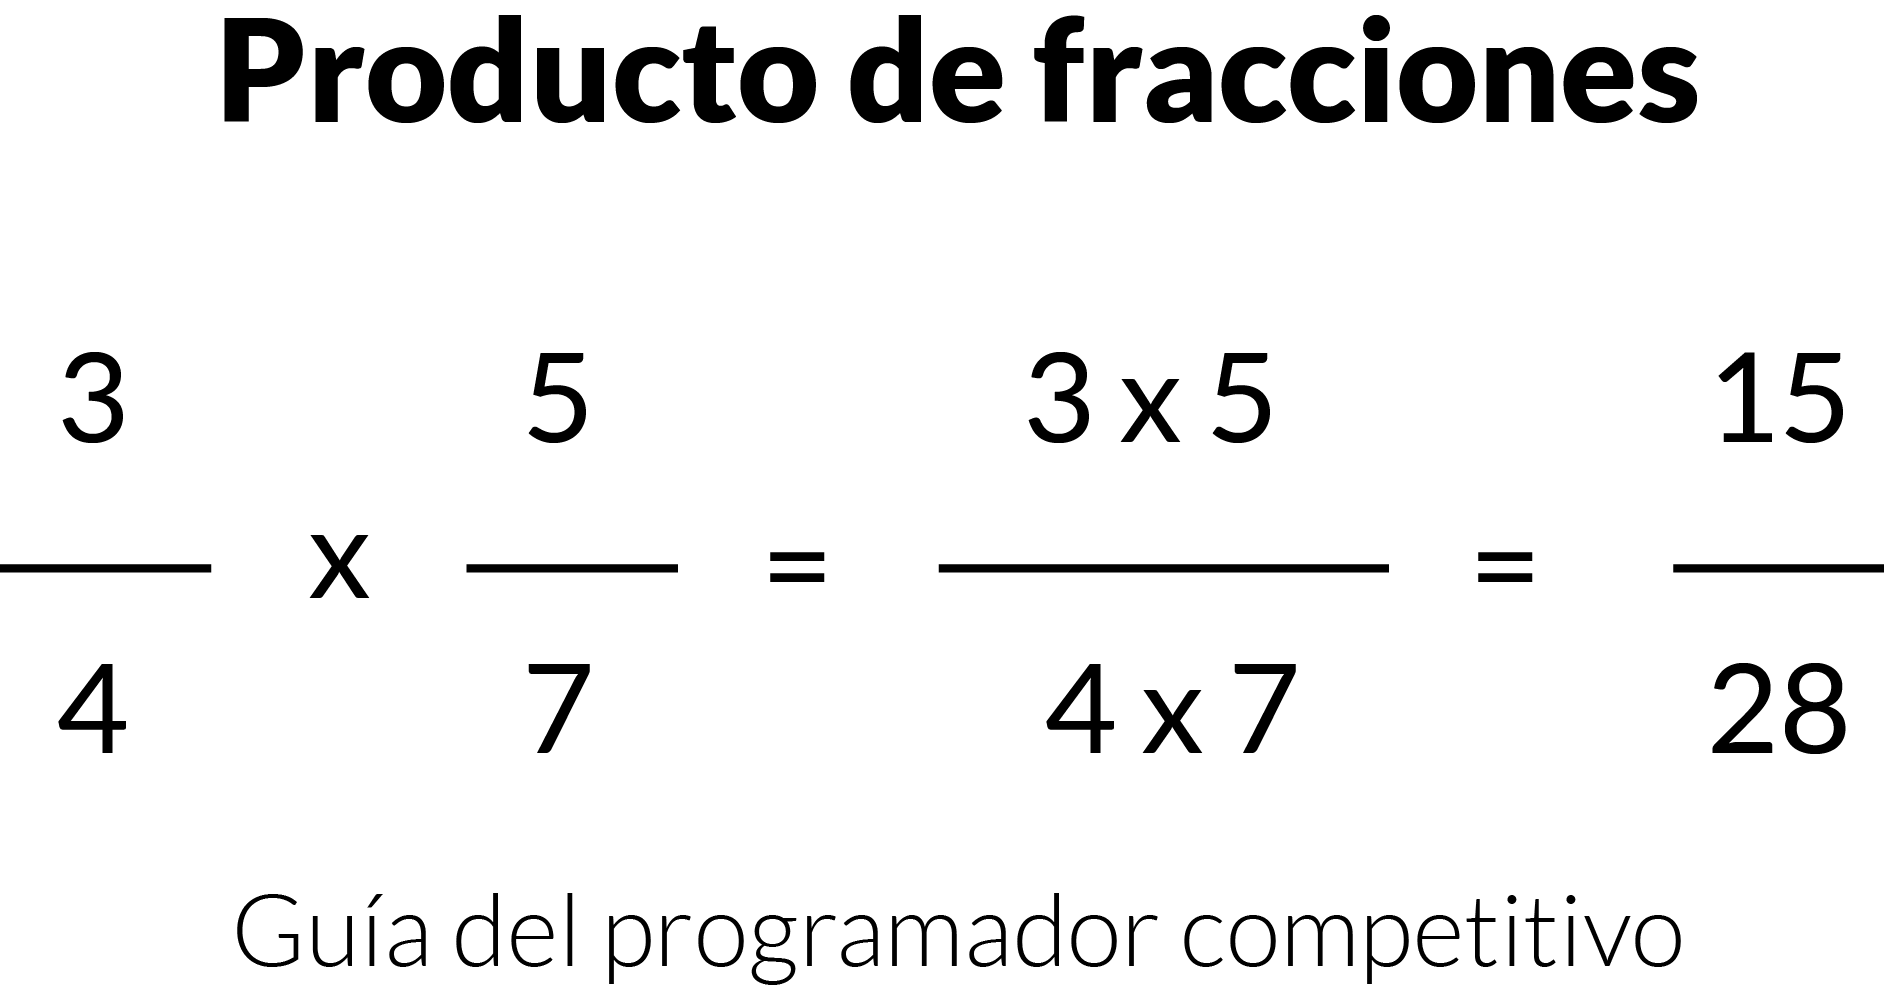 Producto de fracciones
3 5 3 x 5 15
x = =
4 7 4 x 7 28
Guía del programador competitivo